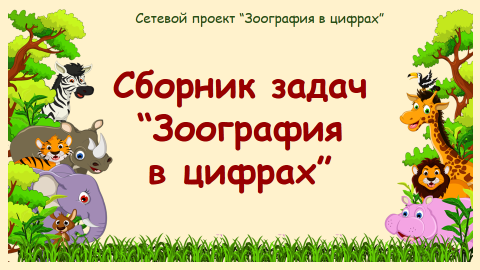 Сетевой проект “Зоография в цифрах”
Сборник задач
“Зоография
в цифрах”